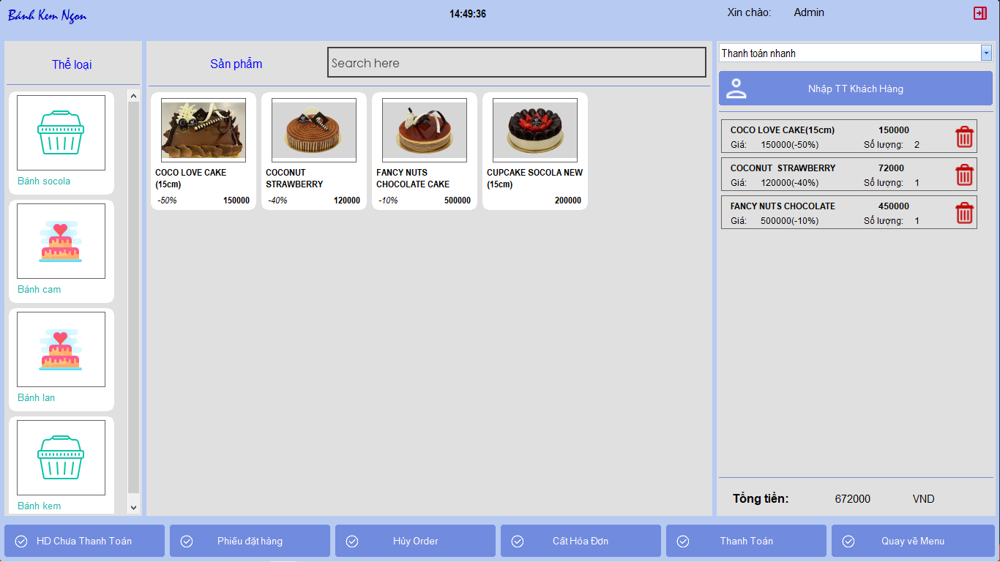 Bánh Kem Ngon
14:49:36
Xin chào: Admin
Thể loại
Bánh socola
Bánh cam
Bánh lan
Bánh kem
Sản phẩm
Search here
COCO LOVE CAKE
(15cm)
-50% 150000
COCONUT
STRAWBERRY
-40% 120000
FANCY NUTS
CHOCOLATE CAKE
-10% 500000
CUPCAKE SOCOLA NEW
(15cm)
200000
Thanh toán nhanh
Nhập TT Khách Hàng
COCO LOVE CAKE(15cm) 150000
Giá: 150000(-50%) Số lượng: 2
COCONUT STRAWBERRY 72000
Giá: 120000(-40%) Số lượng: 1
FANCY NUTS CHOCOLATE 450000
Giá: 500000(-10%) Số lượng: 1
Tổng tiền: 672000 VND
HD Chưa Thanh Toán
Phiếu đặt hàng
Hủy Order
Cất Hóa Đơn
Thanh Toán
Quay về Menu